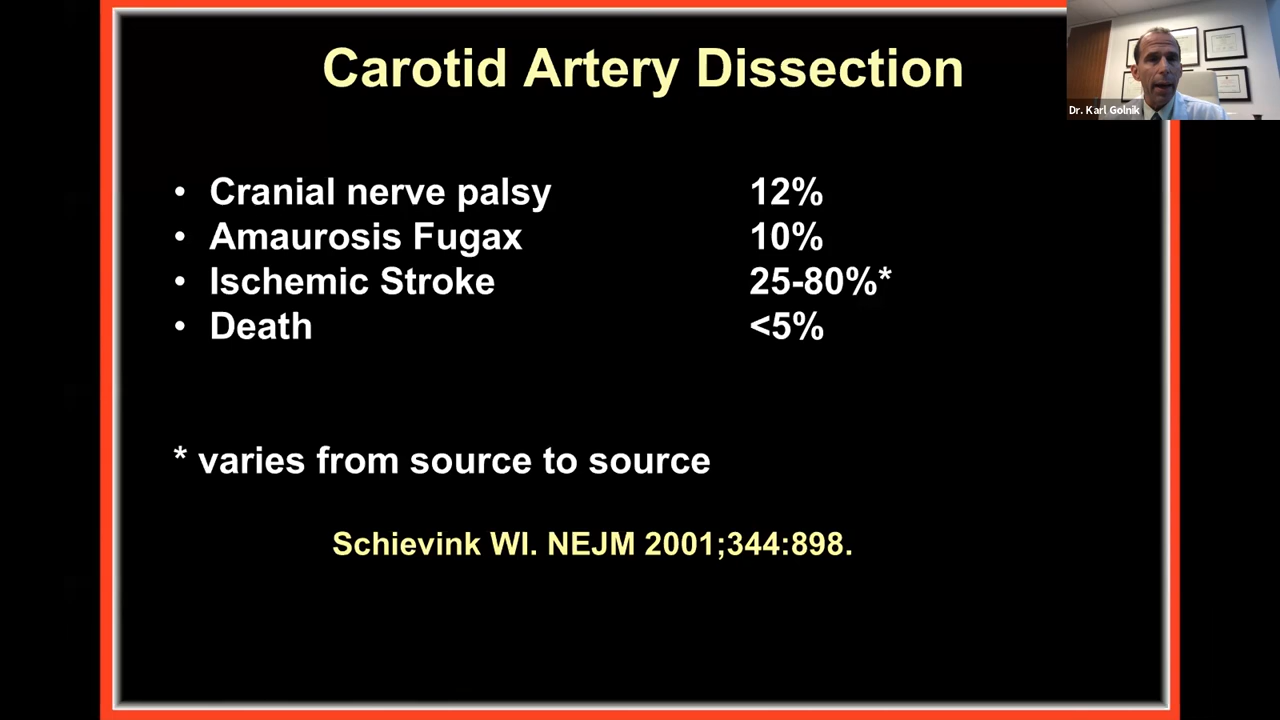 Carotid Artery Dissection
Dr. Karl Golnik
• Cranial nerve palsy 12%
• Amaurosis Fugax 10%
• Ischemic Stroke 25-80%*
• Death <5%
* varies from source to source
Schievink WI. NEJM 2001;344:898.